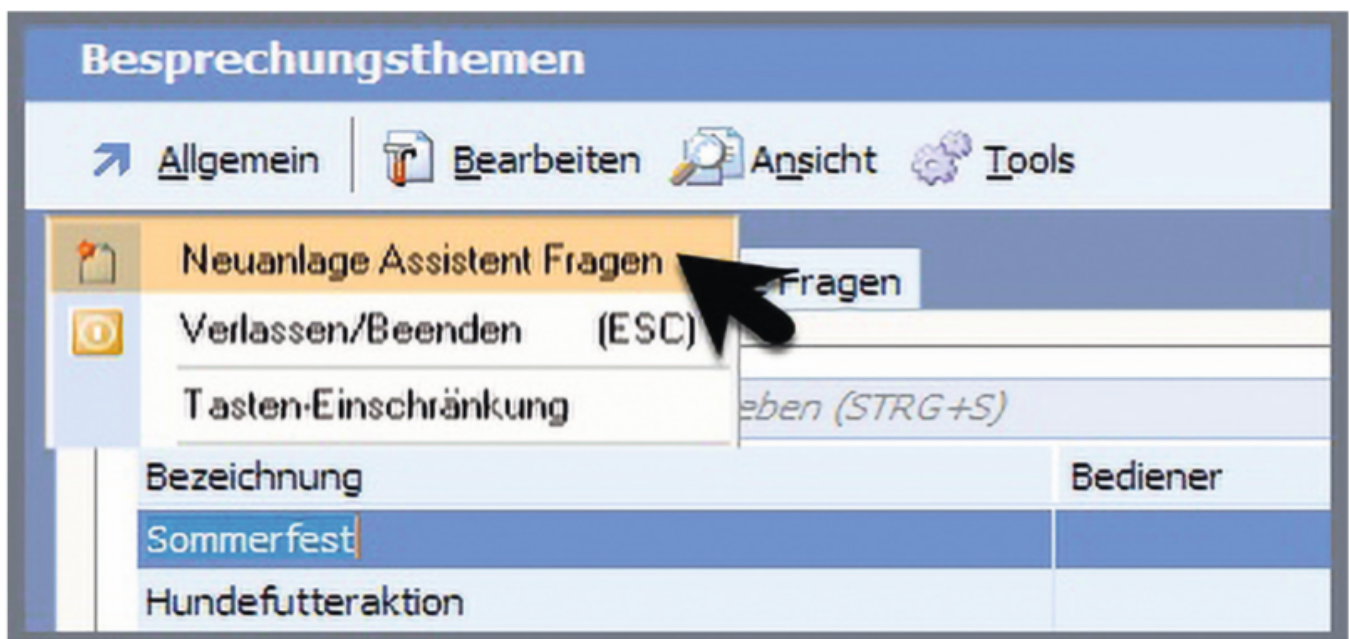 Besprechungsthemen
Allgemein Bearbeiten Ansicht Tools
Neuanlage Assistent Fragen
Fragen
Verlassen/Beenden (ESC)
Tasten-Einschränkung
eben (STRG+S)
Bezeichnung Bediener
Sommerfest
Hundefutteraktion